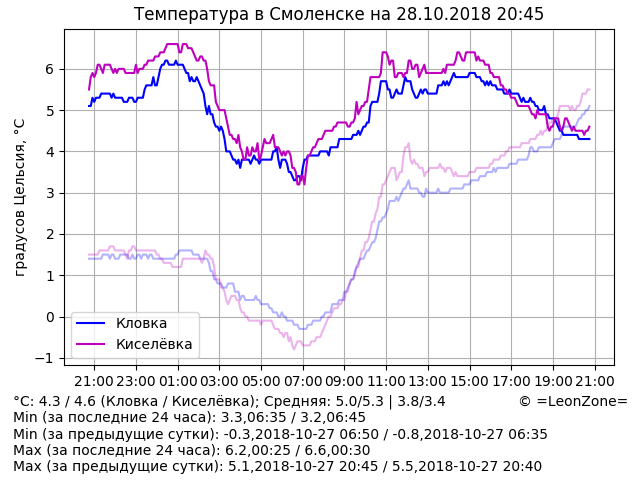 Температура в Смоленске на 28.10.2018 20:45
градусов Цельсия, °C
6
5
4
3
2
1
0
−1
Кловка
Киселёвка
21:00 23:00 01:00 03:00 05:00 07:00 09:00 11:00 13:00 15:00 17:00 19:00 21:00
°C: 4.3 / 4.6 (Кловка / Киселёвка); Средняя: 5.0/5.3 | 3.8/3.4 © =LeonZone=
Min (за последние 24 часа): 3.3,06:35 / 3.2,06:45
Min (за предыдущие сутки): -0.3,2018-10-27 06:50 / -0.8,2018-10-27 06:35
Max (за последние 24 часа): 6.2,00:25 / 6.6,00:30
Max (за предыдущие сутки): 5.1,2018-10-27 20:45 / 5.5,2018-10-27 20:40